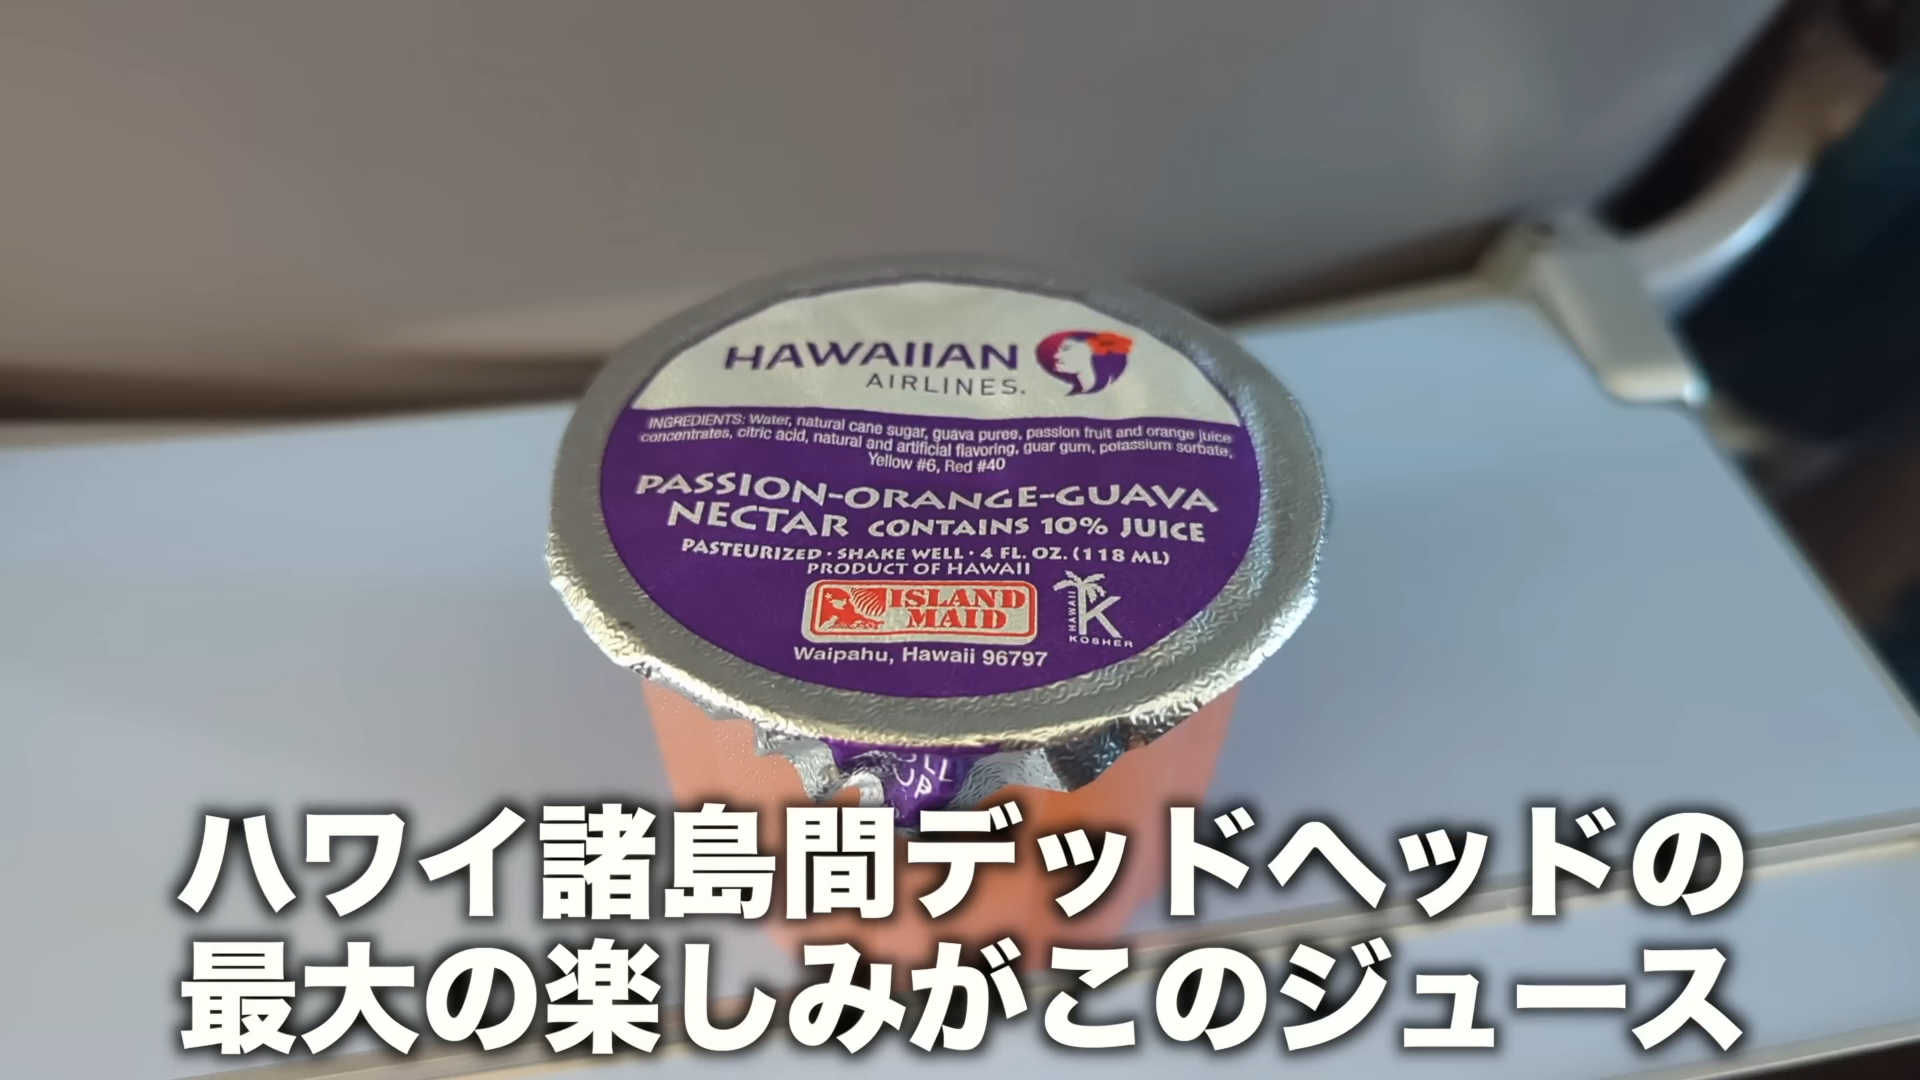 HAWAIIAN
AIRLINES.
INGREDIENTS: Water, natural cane sugar, guava puree, passion fruit and orange juice
concentrates, citric acid, natural and artificial flavoring, guar gum, potassium sorbate,
Yellow #6, Red #40
PASSION-ORANGE-GUAVA
NECTAR CONTAINS 10% JUICE
PASTEURIZED · SHAKE WELL · 4 FL. OZ. (118 ML)
PRODUCT OF HAWAII
ISLAND
MAID
HAWAII
K
KOSHER
Waipahu, Hawaii 96797
ハワイ諸島間デッドヘッドの
最大の楽しみがこのジュース